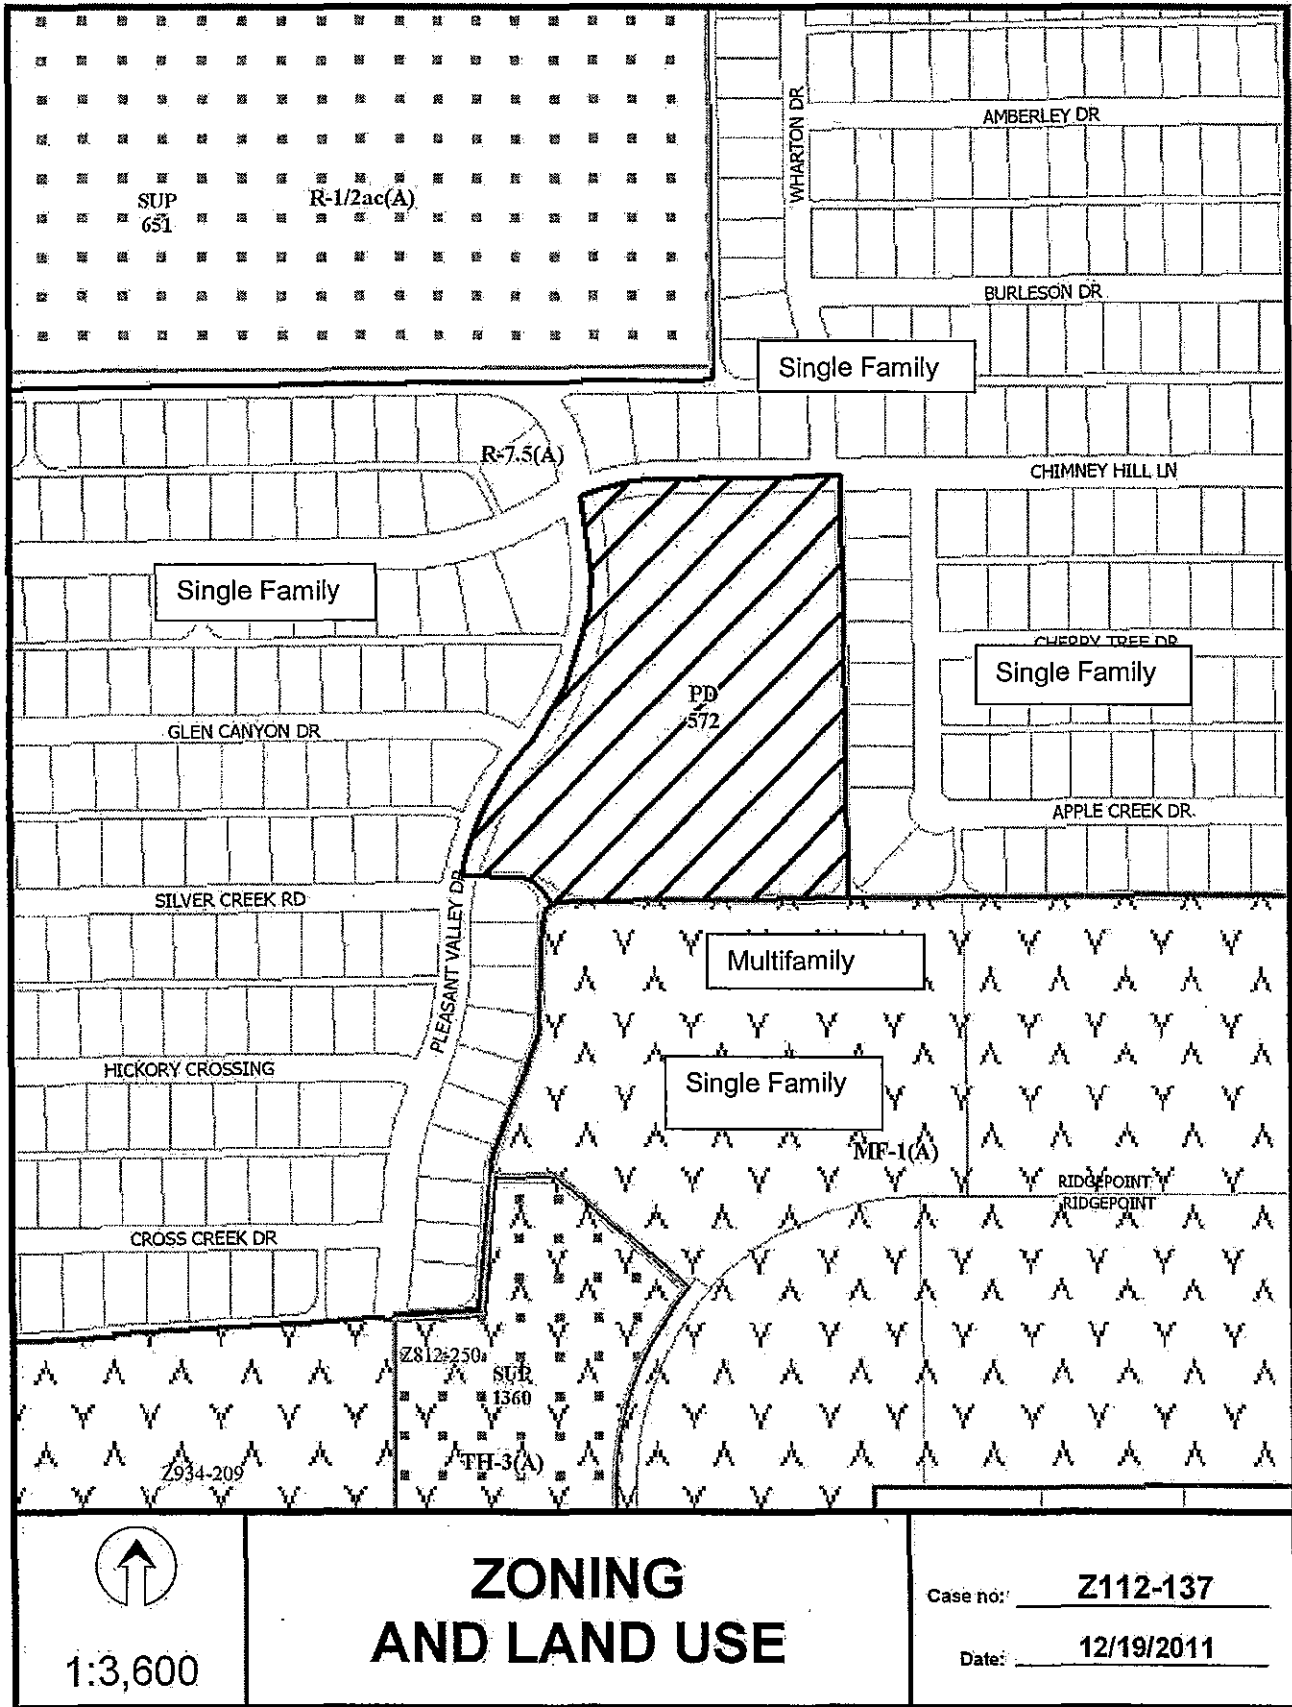 WHARTON DR
AMBERLEY DR
SUP
651
R-1/2ac(A)
BURLESON DR
Single Family
R-7.5(A)
CHIMNEY HILL LN
Single Family
CHERRY TREE DR
Single Family
PD
572
GLEN CANYON DR
APPLE CREEK DR
SILVER CREEK RD
PLEASANT VALLEY DR
Multifamily
HICKORY CROSSING
Single Family
MF-1(A)
RIDGEPOINT
RIDGEPOINT
CROSS CREEK DR
Z812-250
SUP
1360
Z934-209
TH-3(A)
1:3,600
ZONING
AND LAND USE
Case no: Z112-137
Date: 12/19/2011